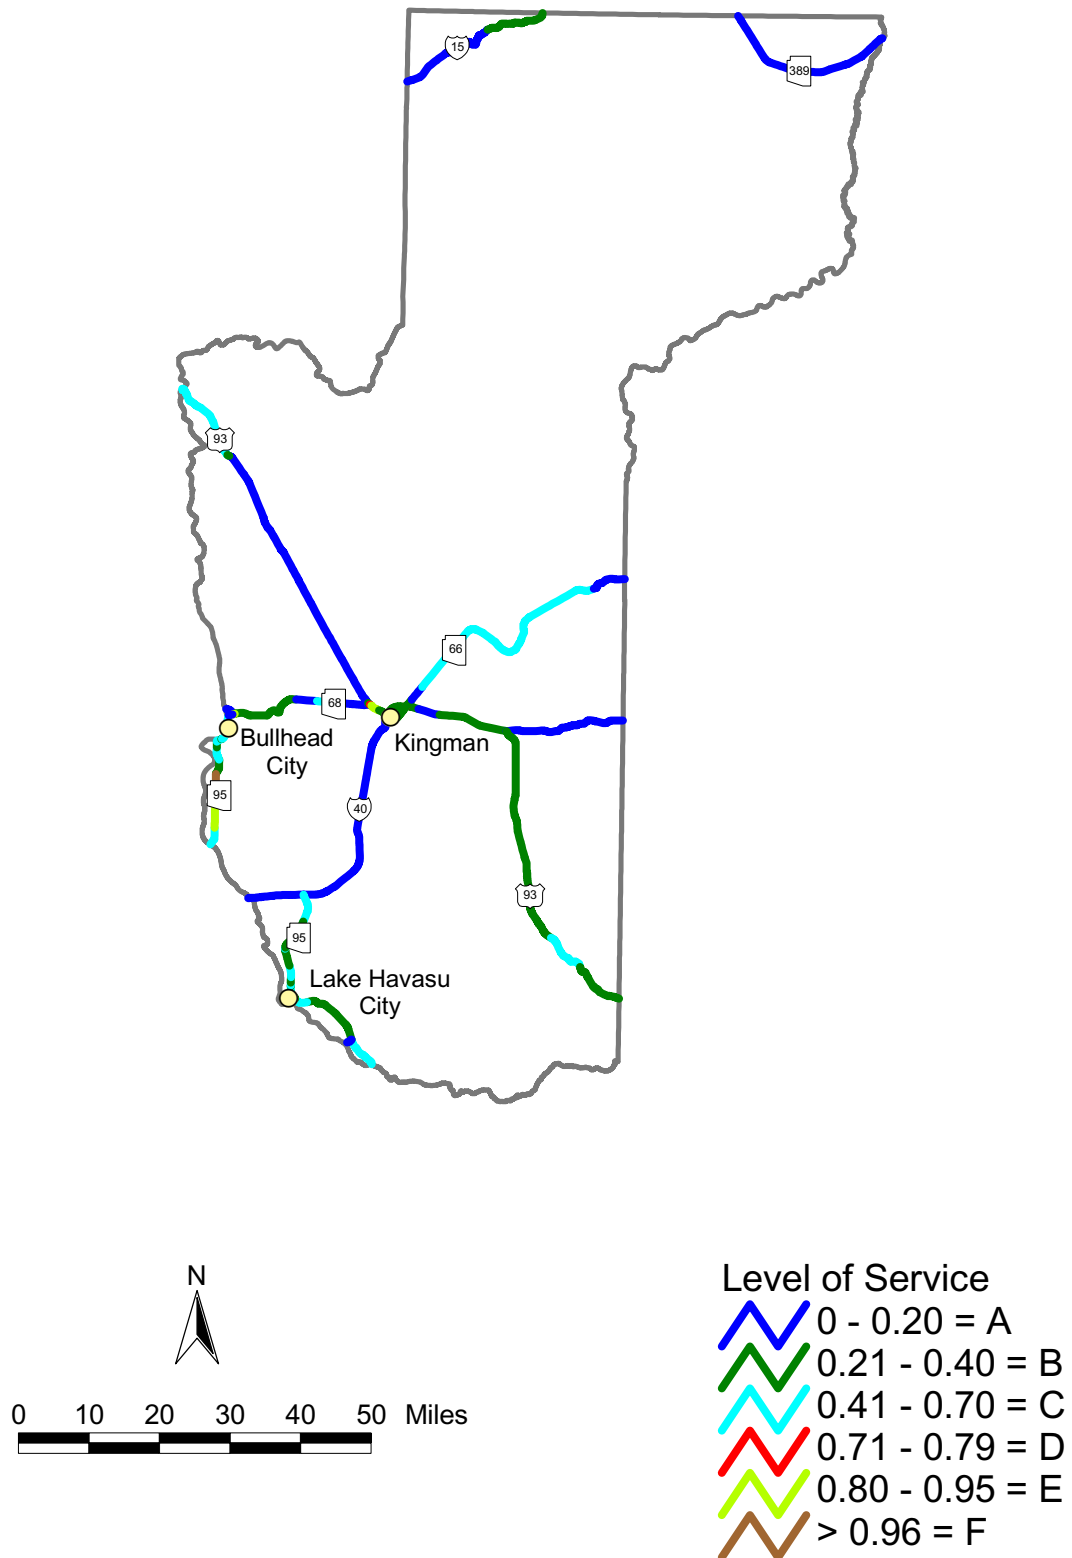 15
389
93
66
68
Bullhead
City
Kingman
95
40
93
95
Lake Havasu
City
N
0 10 20 30 40 50 Miles
Level of Service
0 - 0.20 = A
0.21 - 0.40 = B
0.41 - 0.70 = C
0.71 - 0.79 = D
0.80 - 0.95 = E
> 0.96 = F